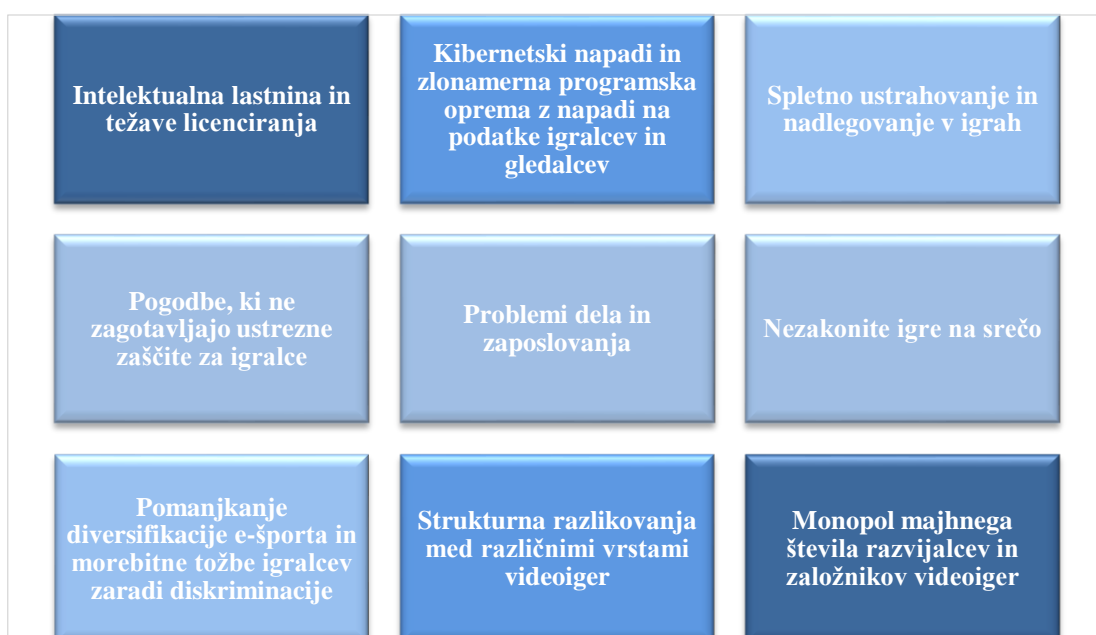 Intelektualna lastnina in
težave licenciranja
Kibernetski napadi in
zlonamerna programska
oprema z napadi na
podatke igralcev in
gledalcev
Spletno ustrahovanje in
nadlegovanje v igrah
Pogodbe, ki ne
zagotavljajo ustrezne
zaščite za igralce
Problemi dela in
zaposlovanja
Nezakonite igre na srečo
Pomanjkanje
diversifikacije e-športa in
morebitne tožbe igralcev
zaradi diskriminacije
Strukturna razlikovanja
med različnimi vrstami
videoiger
Monopol majhnega
števila razvijalcev in
založnikov videoiger